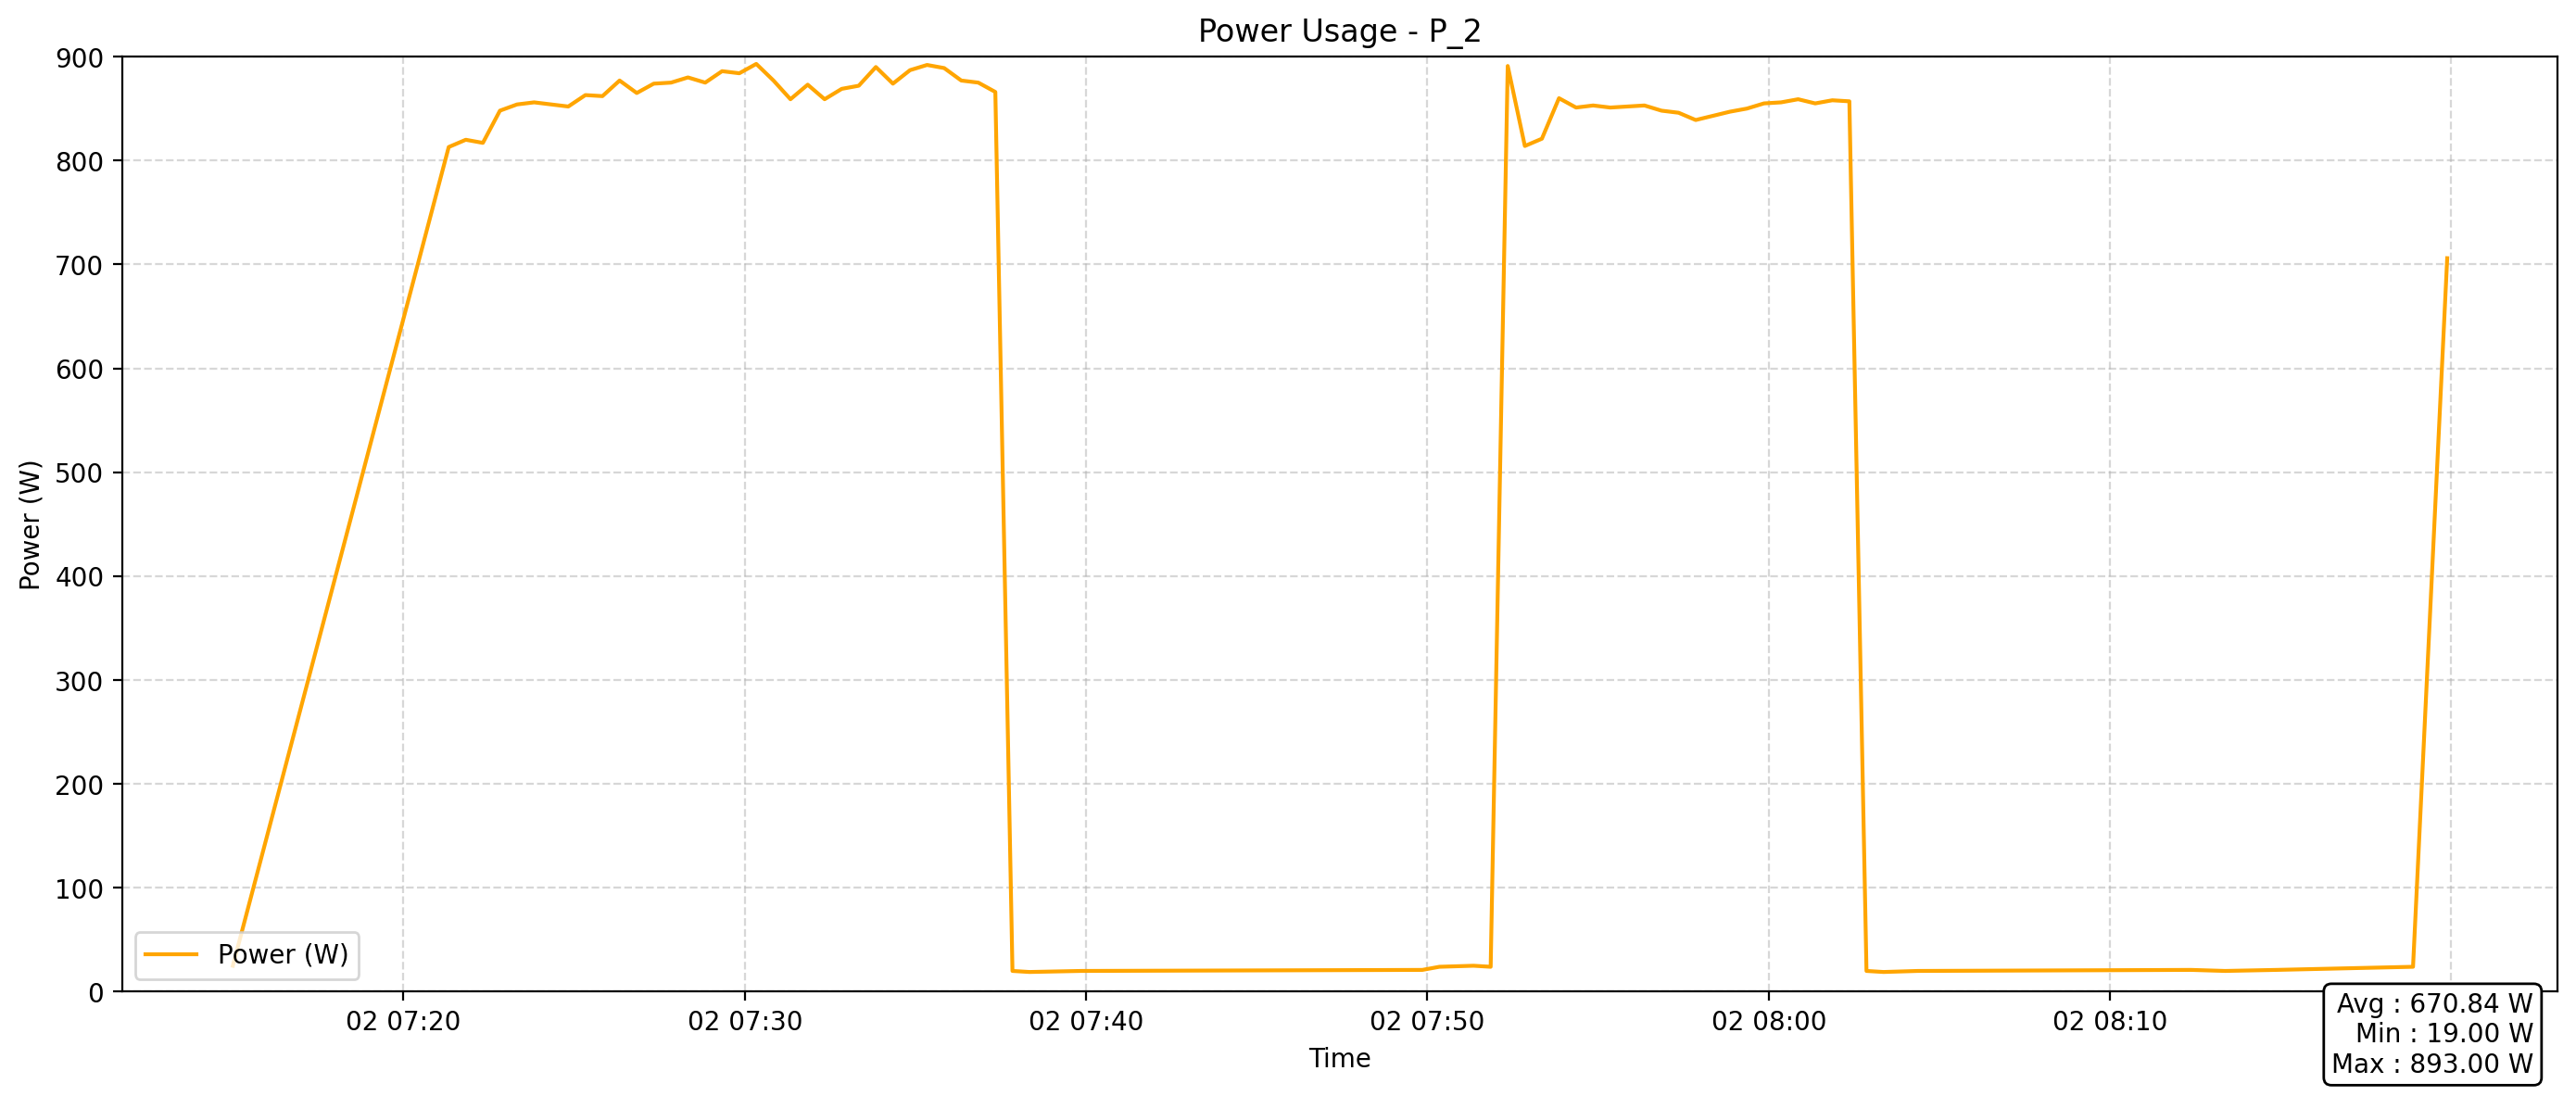 Power Usage - P_2
900
800
700
600
500
400
300
200
100
0
Power (W)
Power (W)
02 07:20
02 07:30
02 07:40
02 07:50
02 08:00
02 08:10
Time
Avg : 670.84 W
Min : 19.00 W
Max : 893.00 W